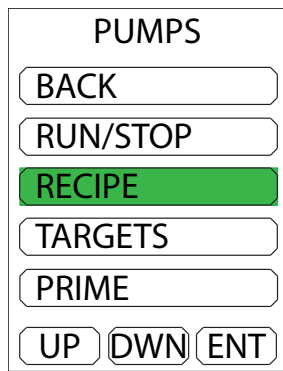 PUMPS
BACK
RUN/STOP
RECIPE
TARGETS
PRIME
UP DWN ENT